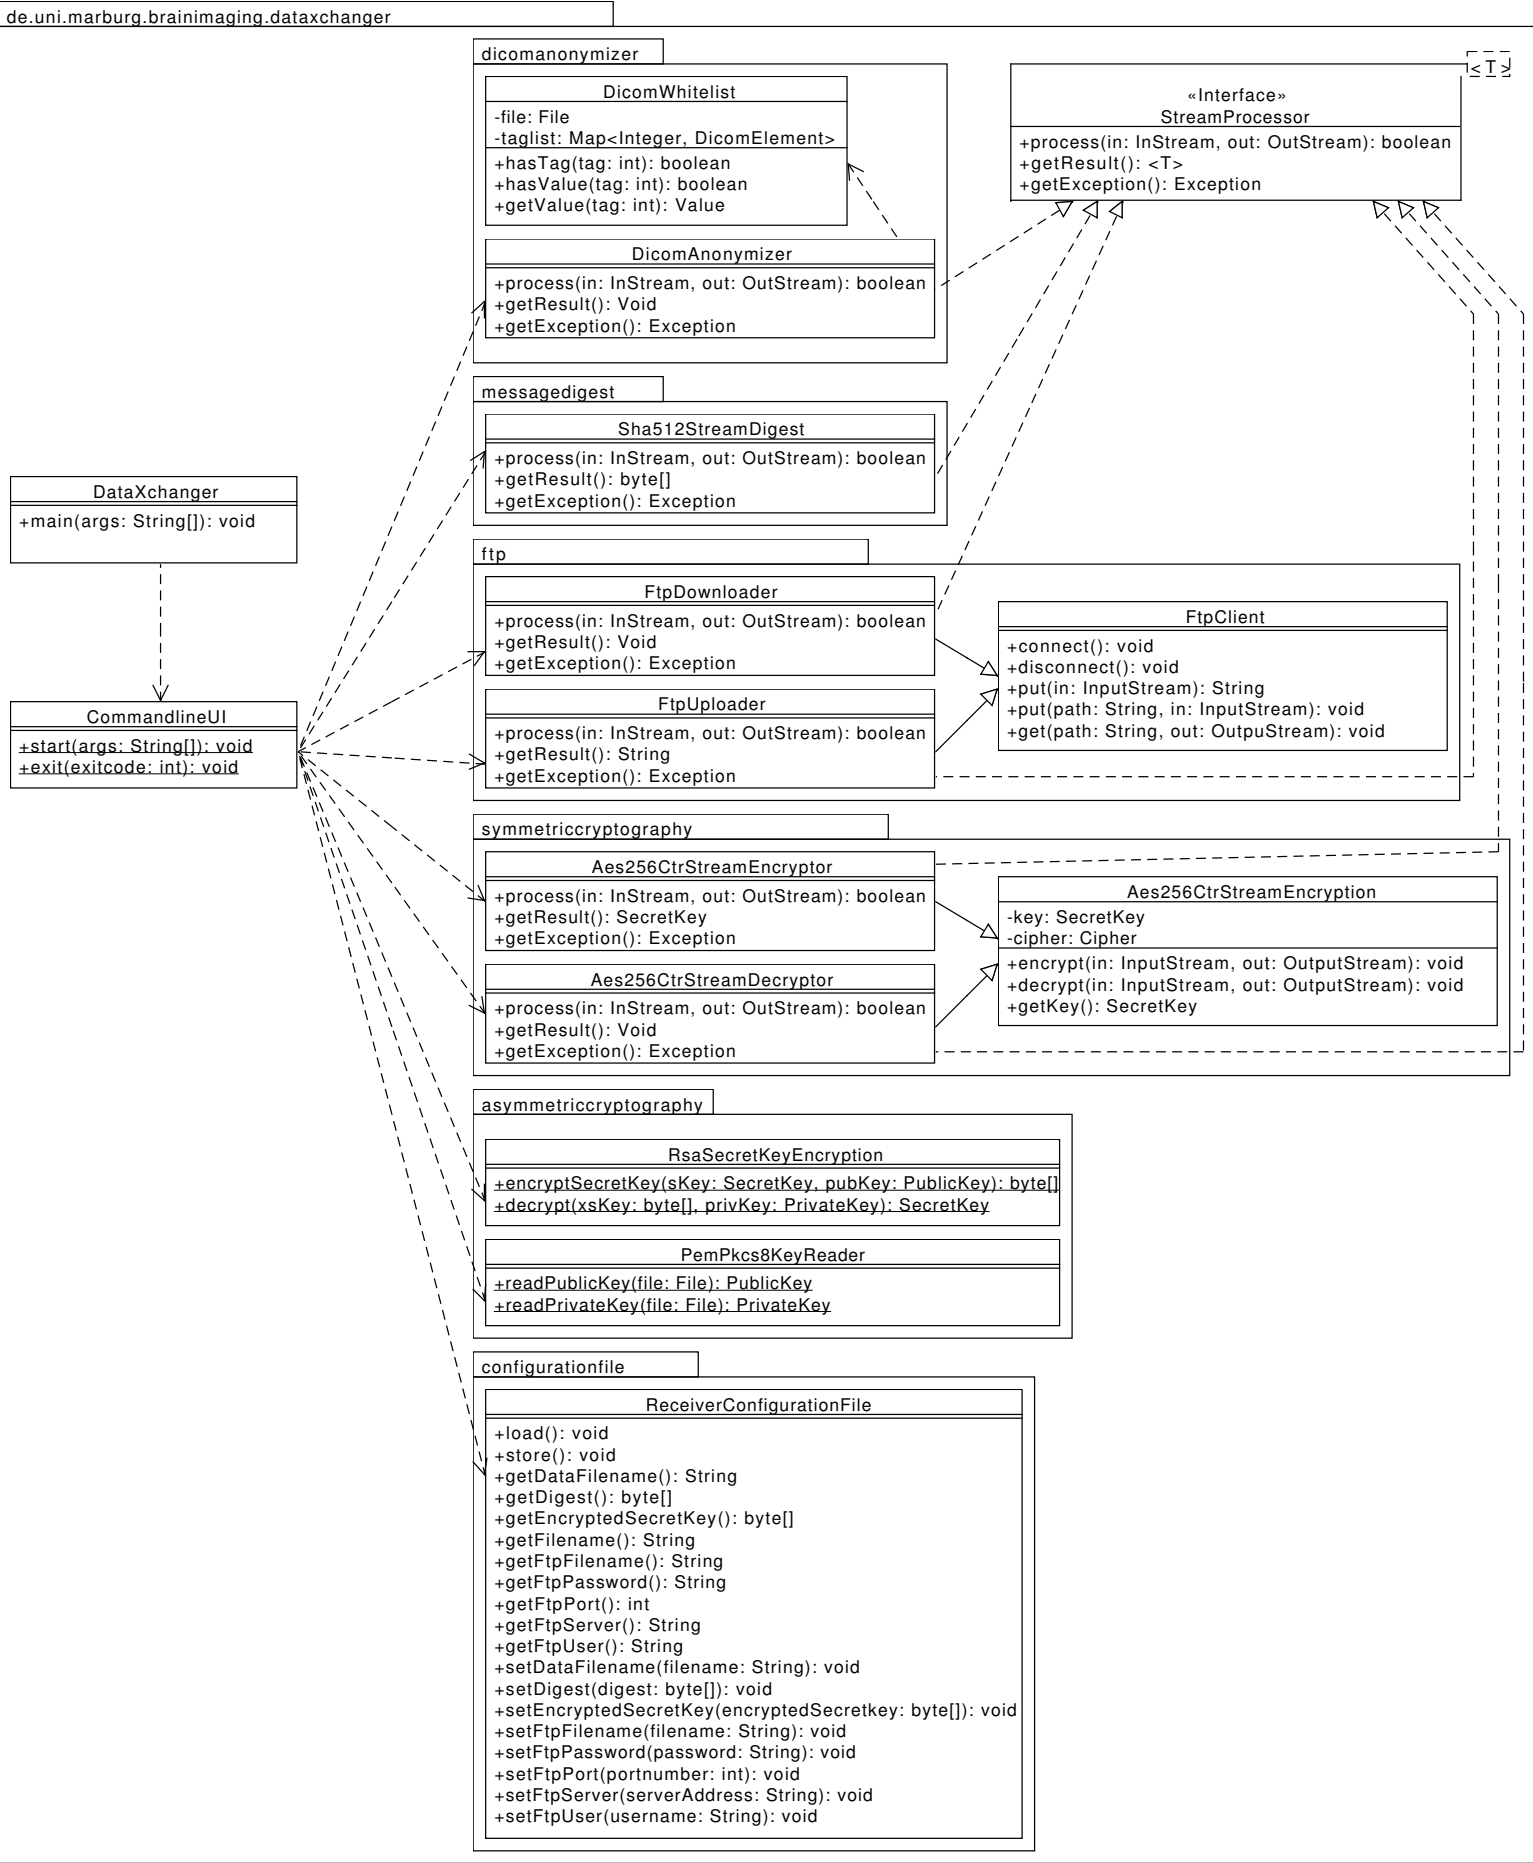 de.uni.marburg.brainimaging.dataxchanger
dicomanonymizer
DicomWhitelist
-file: File
-taglist: Map<Integer, DicomElement>
+hasTag(tag: int): boolean
+hasValue(tag: int): boolean
+getValue(tag: int): Value
DicomAnonymizer
+process(in: InStream, out: OutStream): boolean
+getResult(): Void
+getException(): Exception
<T>
«Interface»
StreamProcessor
+process(in: InStream, out: OutStream): boolean
+getResult(): <T>
+getException(): Exception
messagedigest
Sha512StreamDigest
+process(in: InStream, out: OutStream): boolean
+getResult(): byte[]
+getException(): Exception
DataXchanger
+main(args: String[]): void
CommandlineUI
+start(args: String[]): void
+exit(exitcode: int): void
ftp
FtpDownloader
+process(in: InStream, out: OutStream): boolean
+getResult(): Void
+getException(): Exception
FtpUploader
+process(in: InStream, out: OutStream): boolean
+getResult(): String
+getException(): Exception
FtpClient
+connect(): void
+disconnect(): void
+put(in: InputStream): String
+put(path: String, in: InputStream): void
+get(path: String, out: OutpuStream): void
symmetriccryptography
Aes256CtrStreamEncryptor
+process(in: InStream, out: OutStream): boolean
+getResult(): SecretKey
+getException(): Exception
Aes256CtrStreamDecryptor
+process(in: InStream, out: OutStream): boolean
+getResult(): Void
+getException(): Exception
Aes256CtrStreamEncryption
-key: SecretKey
-cipher: Cipher
+encrypt(in: InputStream, out: OutputStream): void
+decrypt(in: InputStream, out: OutputStream): void
+getKey(): SecretKey
asymmetriccryptography
RsaSecretKeyEncryption
+encryptSecretKey(sKey: SecretKey, pubKey: PublicKey): byte[]
+decrypt(xsKey: byte[], privKey: PrivateKey): SecretKey
PemPkcs8KeyReader
+readPublicKey(file: File): PublicKey
+readPrivateKey(file: File): PrivateKey
configurationfile
ReceiverConfigurationFile
+load(): void
+store(): void
+getDataFilename(): String
+getDigest(): byte[]
+getEncryptedSecretKey(): byte[]
+getFilename(): String
+getFtpFilename(): String
+getFtpPassword(): String
+getFtpPort(): int
+getFtpServer(): String
+getFtpUser(): String
+setDataFilename(filename: String): void
+setDigest(digest: byte[]): void
+setEncryptedSecretKey(encryptedSecretkey: byte[]): void
+setFtpFilename(filename: String): void
+setFtpPassword(password: String): void
+setFtpPort(portnumber: int): void
+setFtpServer(serverAddress: String): void
+setFtpUser(username: String): void